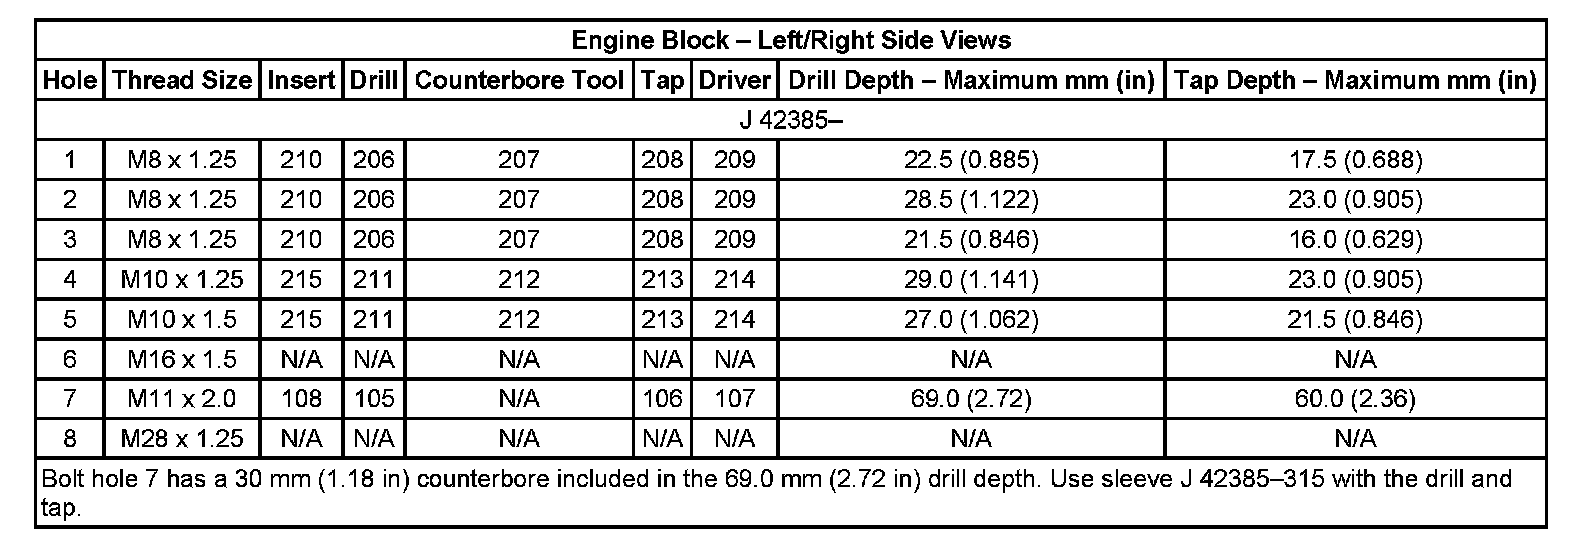 Engine Block – Left/Right Side Views
Hole Thread Size Insert Drill Counterbore Tool Tap Driver Drill Depth – Maximum mm (in) Tap Depth – Maximum mm (in)
J 42385–
1 M8 x 1.25 210 206 207 208 209 22.5 (0.885) 17.5 (0.688)
2 M8 x 1.25 210 206 207 208 209 28.5 (1.122) 23.0 (0.905)
3 M8 x 1.25 210 206 207 208 209 21.5 (0.846) 16.0 (0.629)
4 M10 x 1.25 215 211 212 213 214 29.0 (1.141) 23.0 (0.905)
5 M10 x 1.5 215 211 212 213 214 27.0 (1.062) 21.5 (0.846)
6 M16 x 1.5 N/A N/A N/A N/A N/A N/A N/A
7 M11 x 2.0 108 105 N/A 106 107 69.0 (2.72) 60.0 (2.36)
8 M28 x 1.25 N/A N/A N/A N/A N/A N/A N/A
Bolt hole 7 has a 30 mm (1.18 in) counterbore included in the 69.0 mm (2.72 in) drill depth. Use sleeve J 42385–315 with the drill and
tap.